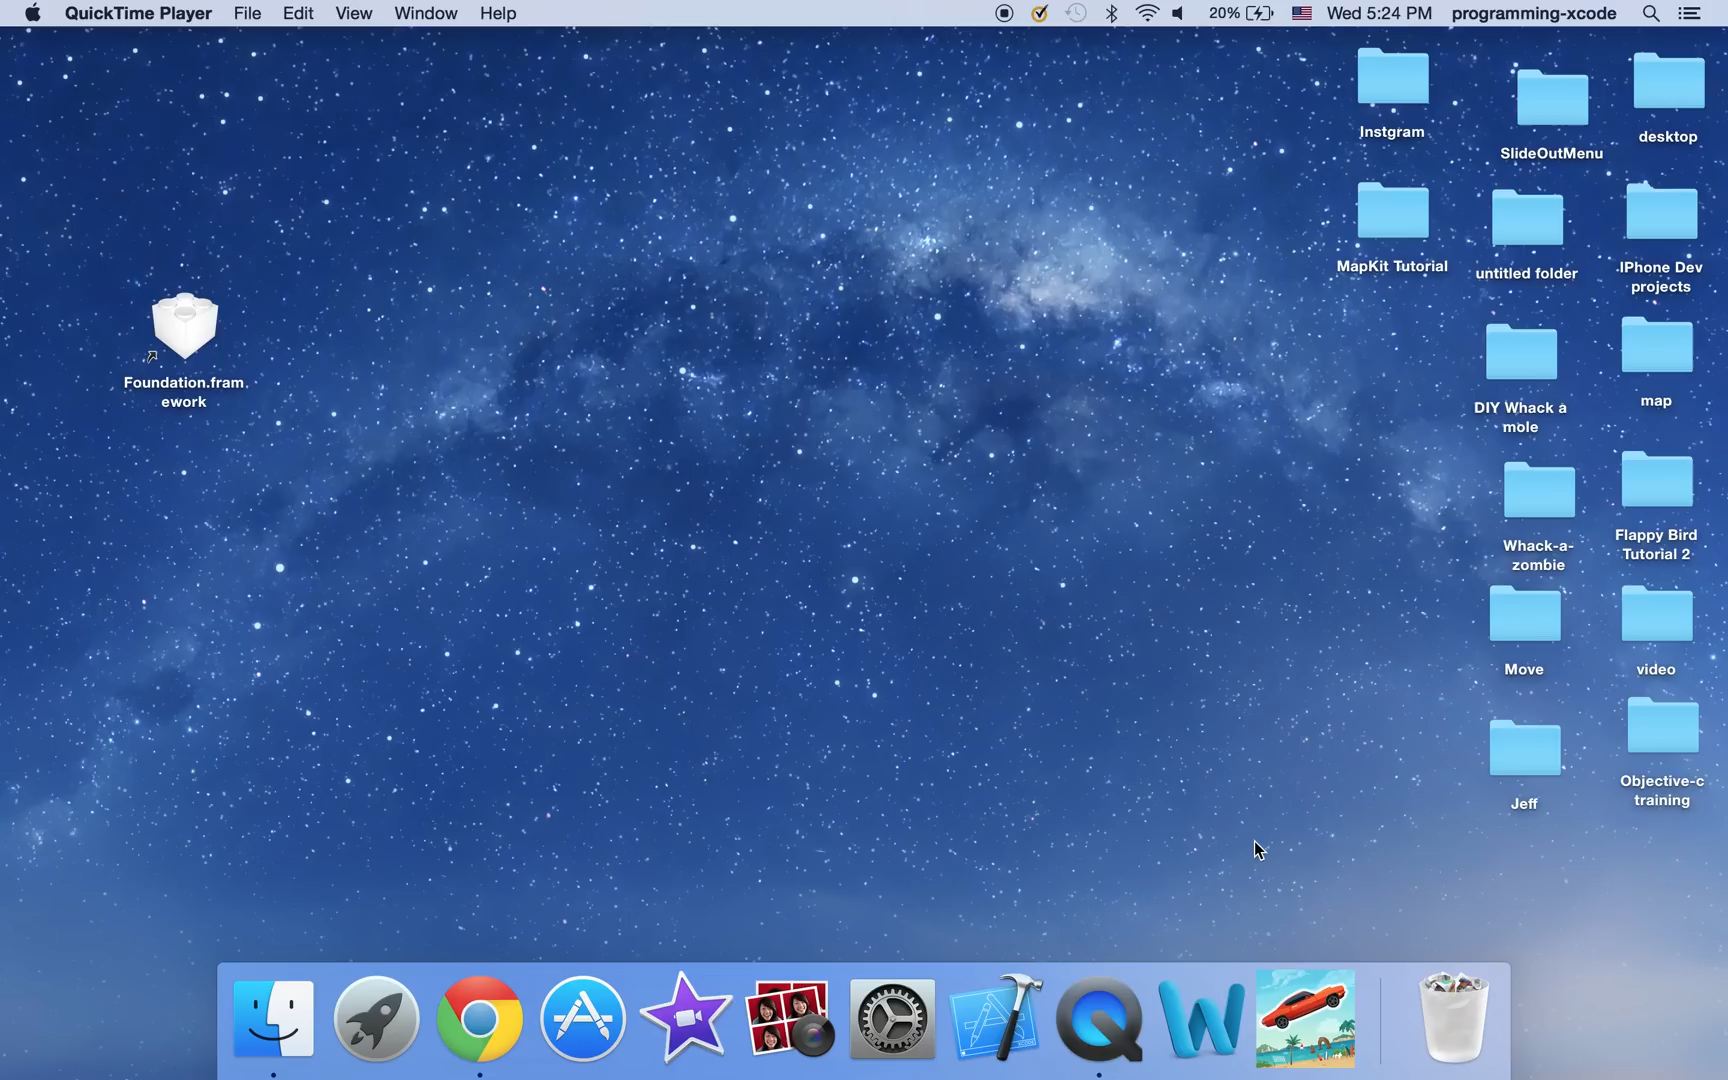 QuickTime Player File Edit View Window Help 20% Wed 5:24 PM programming-xcode
Instgram
SlideOutMenu
desktop
MapKit Tutorial
untitled folder
IPhone Dev
projects
Foundation.fram
ework
DIY Whack a
mole
map
Whack-a-
zombie
Flappy Bird
Tutorial 2
Move
video
Jeff
Objective-c
training